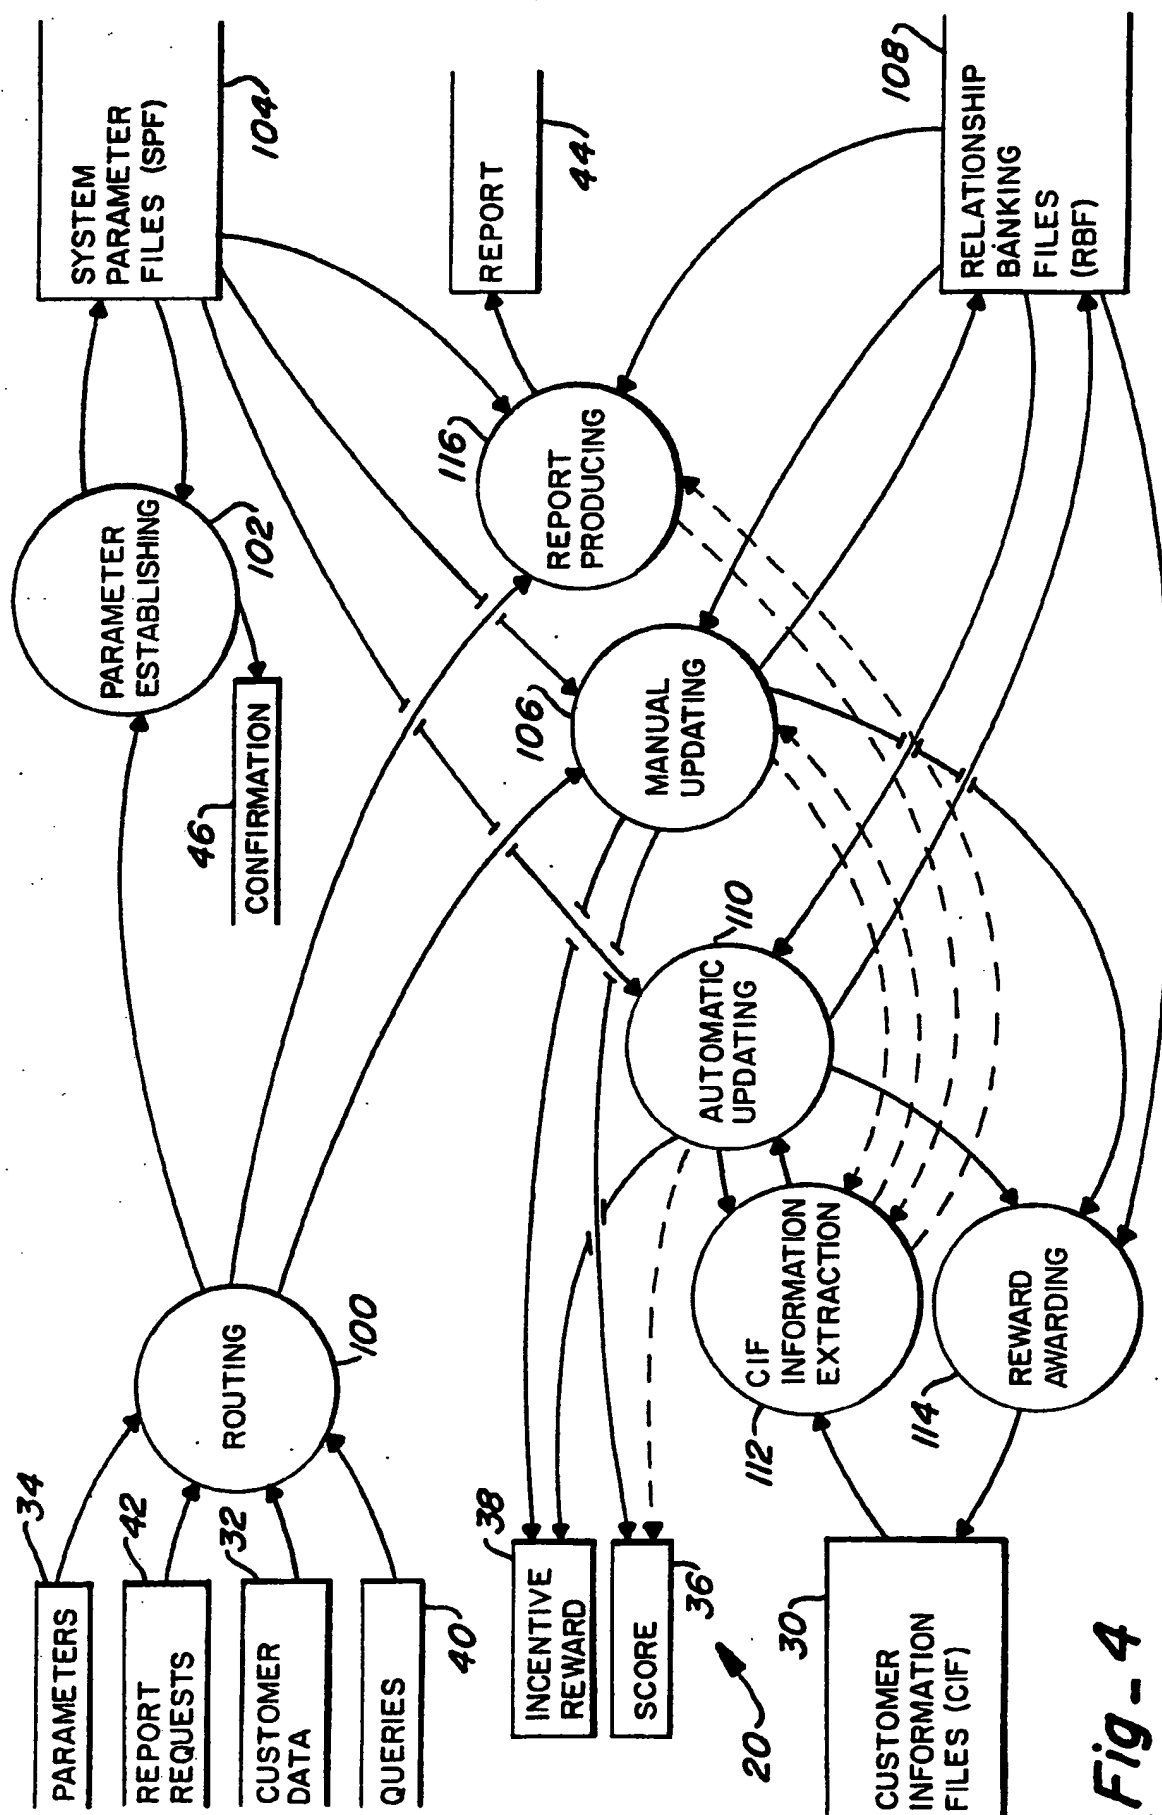 PARAMETERS
34
REPORT
REQUESTS
42
CUSTOMER
DATA
32
QUERIES
40
ROUTING
100
PARAMETER
ESTABLISHING
102
CONFIRMATION
46
SYSTEM
PARAMETER
FILES (SPF)
104
REPORT
44
REPORT
PRODUCING
116
MANUAL
UPDATING
106
AUTOMATIC
UPDATING
110
INCENTIVE
REWARD
38
SCORE
36
20
CIF
INFORMATION
EXTRACTION
112
REWARD
AWARDING
114
CUSTOMER
INFORMATION
FILES (CIF)
30
RELATIONSHIP
BANKING
FILES
(RBF)
108
Fig-4